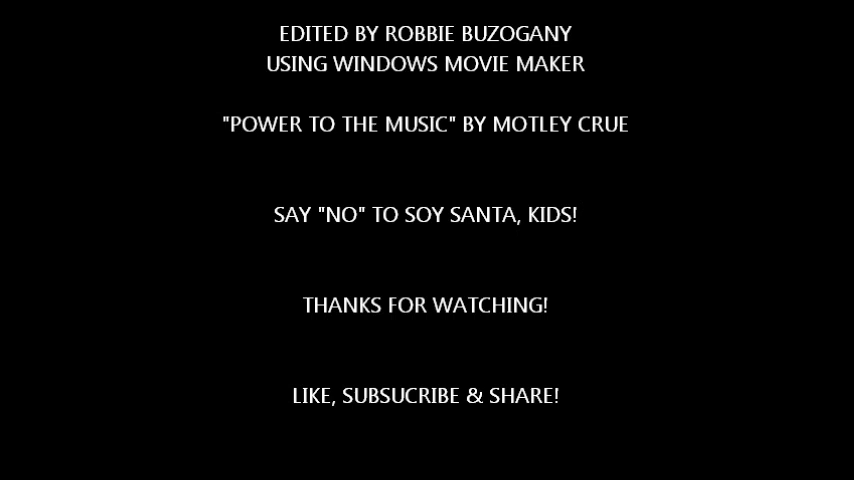 EDITED BY ROBBIE BUZOGANY
USING WINDOWS MOVIE MAKER
"POWER TO THE MUSIC" BY MOTLEY CRUE
SAY "NO" TO SOY SANTA, KIDS!
THANKS FOR WATCHING!
LIKE, SUBSUCRIBE & SHARE!